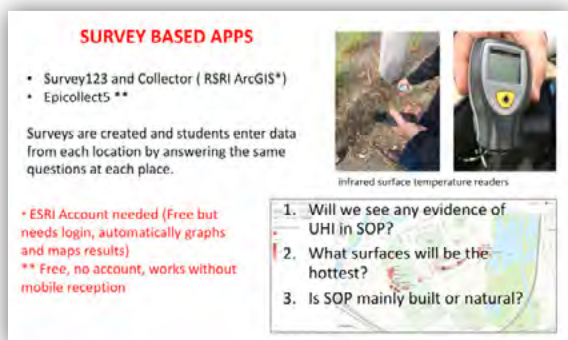 SURVEY BASED APPS
• Survey123 and Collector ( RSRI ArcGIS*)
• Epicollect5 **
Surveys are created and students enter data
from each location by answering the same
questions at each place.
* ESRI Account needed (Free but
needs login, automatically graphs
and maps results)
** Free, no account, works without
mobile reception
infrared surface temperature readers
1. Will we see any evidence of
UHI in SOP?
2. What surfaces will be the
hottest?
3. Is SOP mainly built or natural?